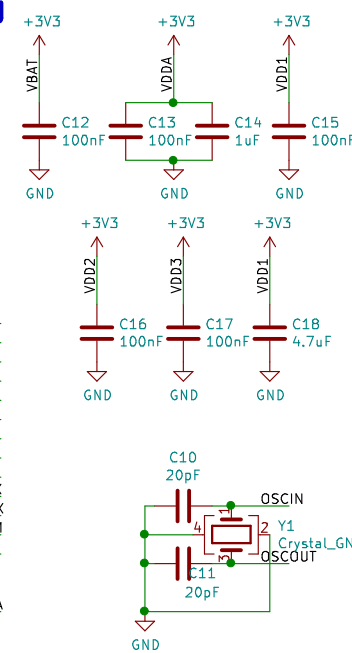 +3V3
+3V3
+3V3
VBAT
VDDA
VDD1
C12
100nF
C13
100nF
C14
1uF
C15
100nF
GND
GND
GND
+3V3
+3V3
+3V3
VDD2
VDD3
VDD1
C16
100nF
C17
100nF
C18
4.7uF
GND
GND
GND
C10
20pF
OSCIN
1
4
2
3
Y1
Crystal_GN
OSCOUT
C11
20pF
GND